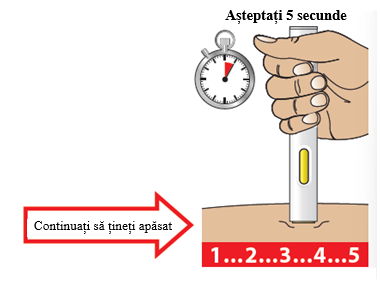 Așteptați 5 secunde
Continuați să țineți apăsat
1...2...3...4...5